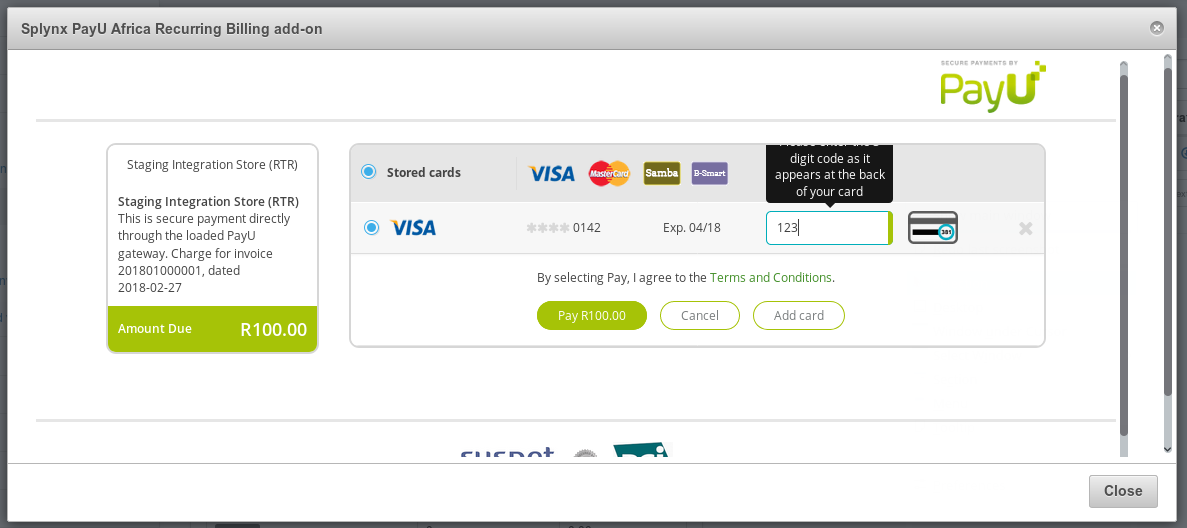 Splynx PayU Africa Recurring Billing add-on
SECURE PAYMENTS BY
PayU
Staging Integration Store (RTR)
Staging Integration Store (RTR)
This is secure payment directly
through the loaded PayU
gateway. Charge for invoice
201801000001, dated
2018-02-27
Amount Due R100.00
Stored cards VISA MasterCard Samba B-Smart
digit code as it
appears at the back
of your card
VISA **** 0142 Exp. 04/18 123 381
By selecting Pay, I agree to the Terms and Conditions.
Pay R100.00 Cancel Add card
Close